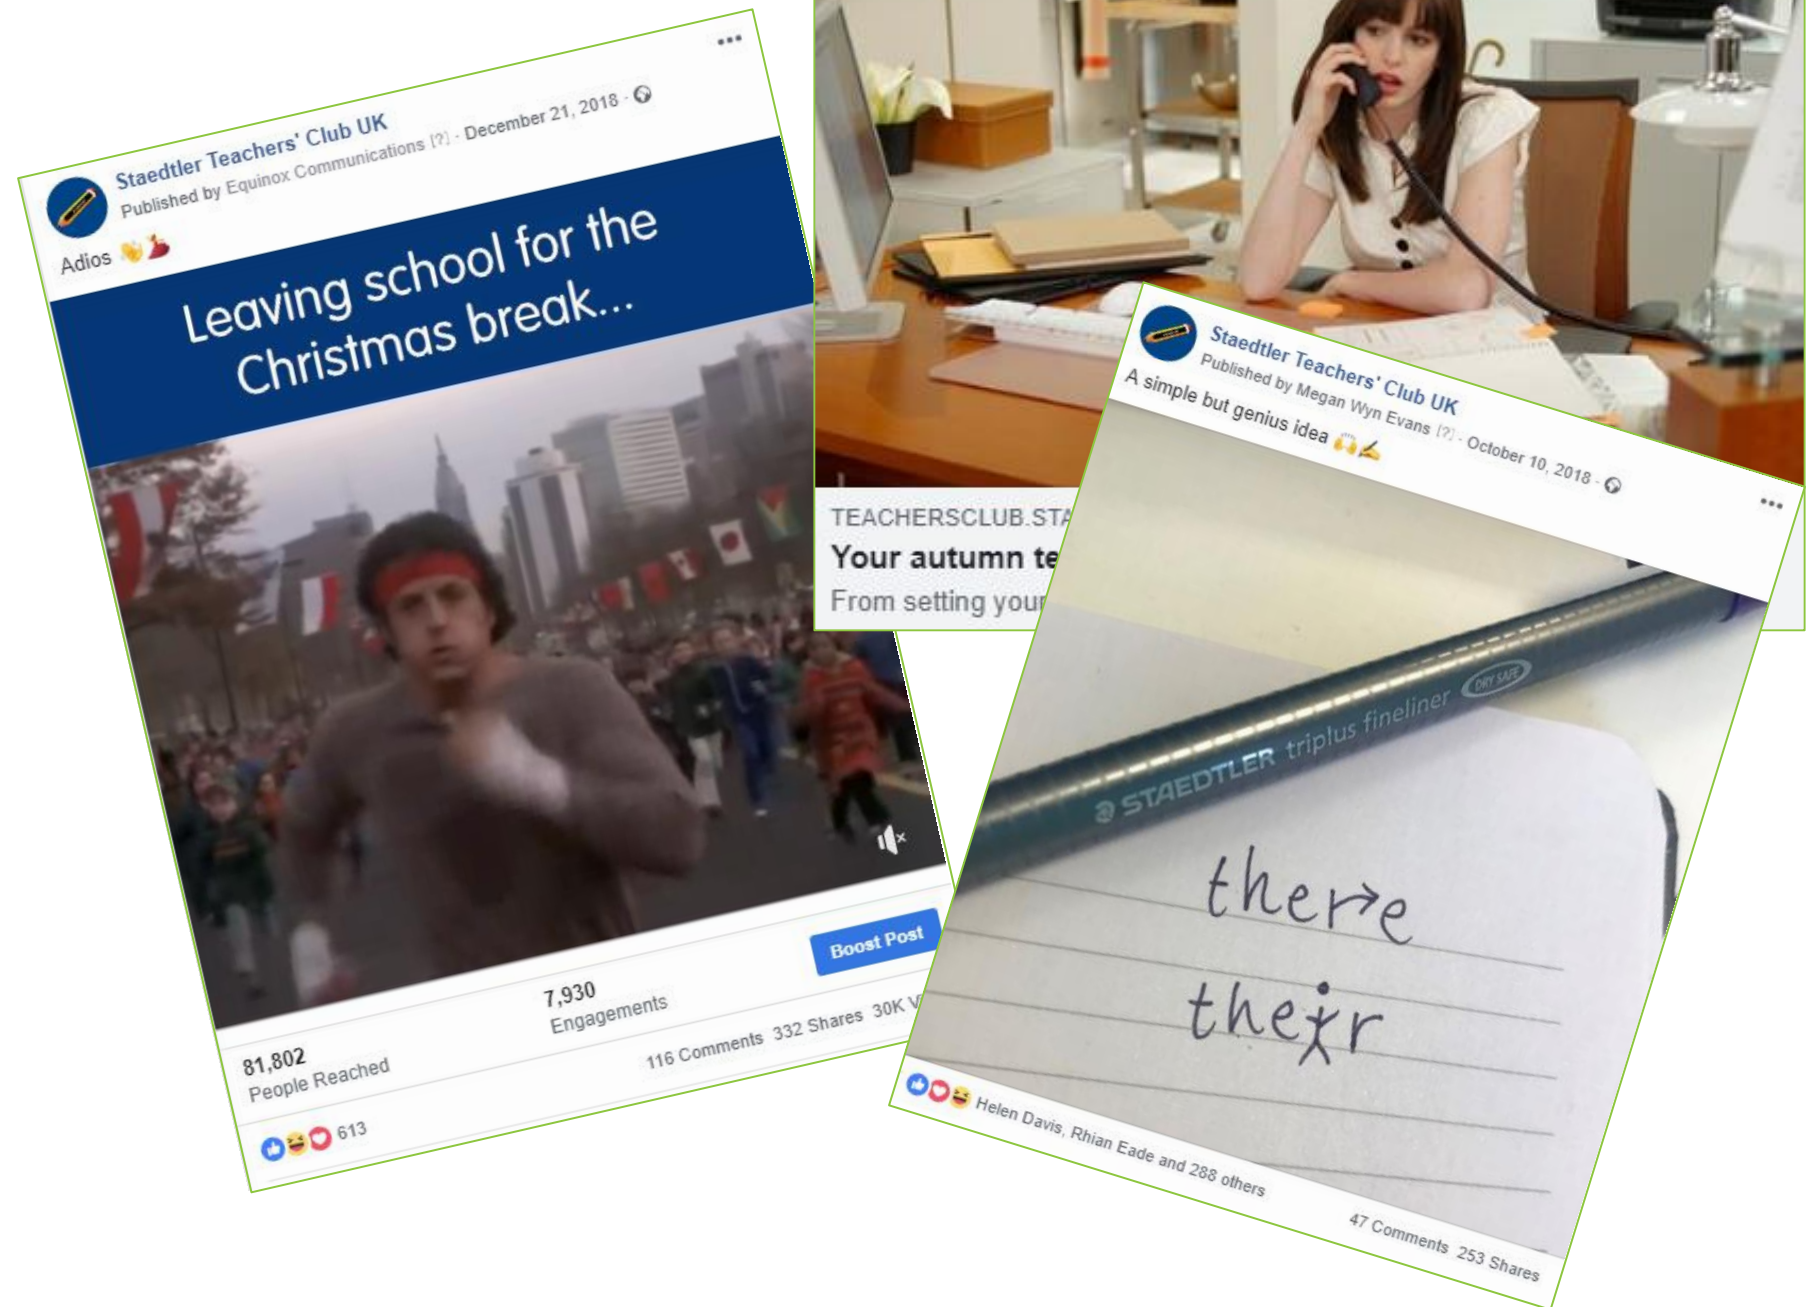 Staedtler Teachers' Club UK
Published by Equinox Communications [?] · December 21, 2018 ·
Adios
Leaving school for the
Christmas break...
81,802
People Reached
7,930
Engagements
Boost Post
116 Comments 332 Shares 30K V
613
TEACHERSCLUB.STA
Your autumn te
From setting your
Staedtler Teachers' Club UK
Published by Megan Wyn Evans [?] · October 10, 2018 ·
A simple but genius idea
STAEDTLER triplus fineliner DRY SAFE
there
their
Helen Davis, Rhian Eade and 288 others
47 Comments 253 Shares